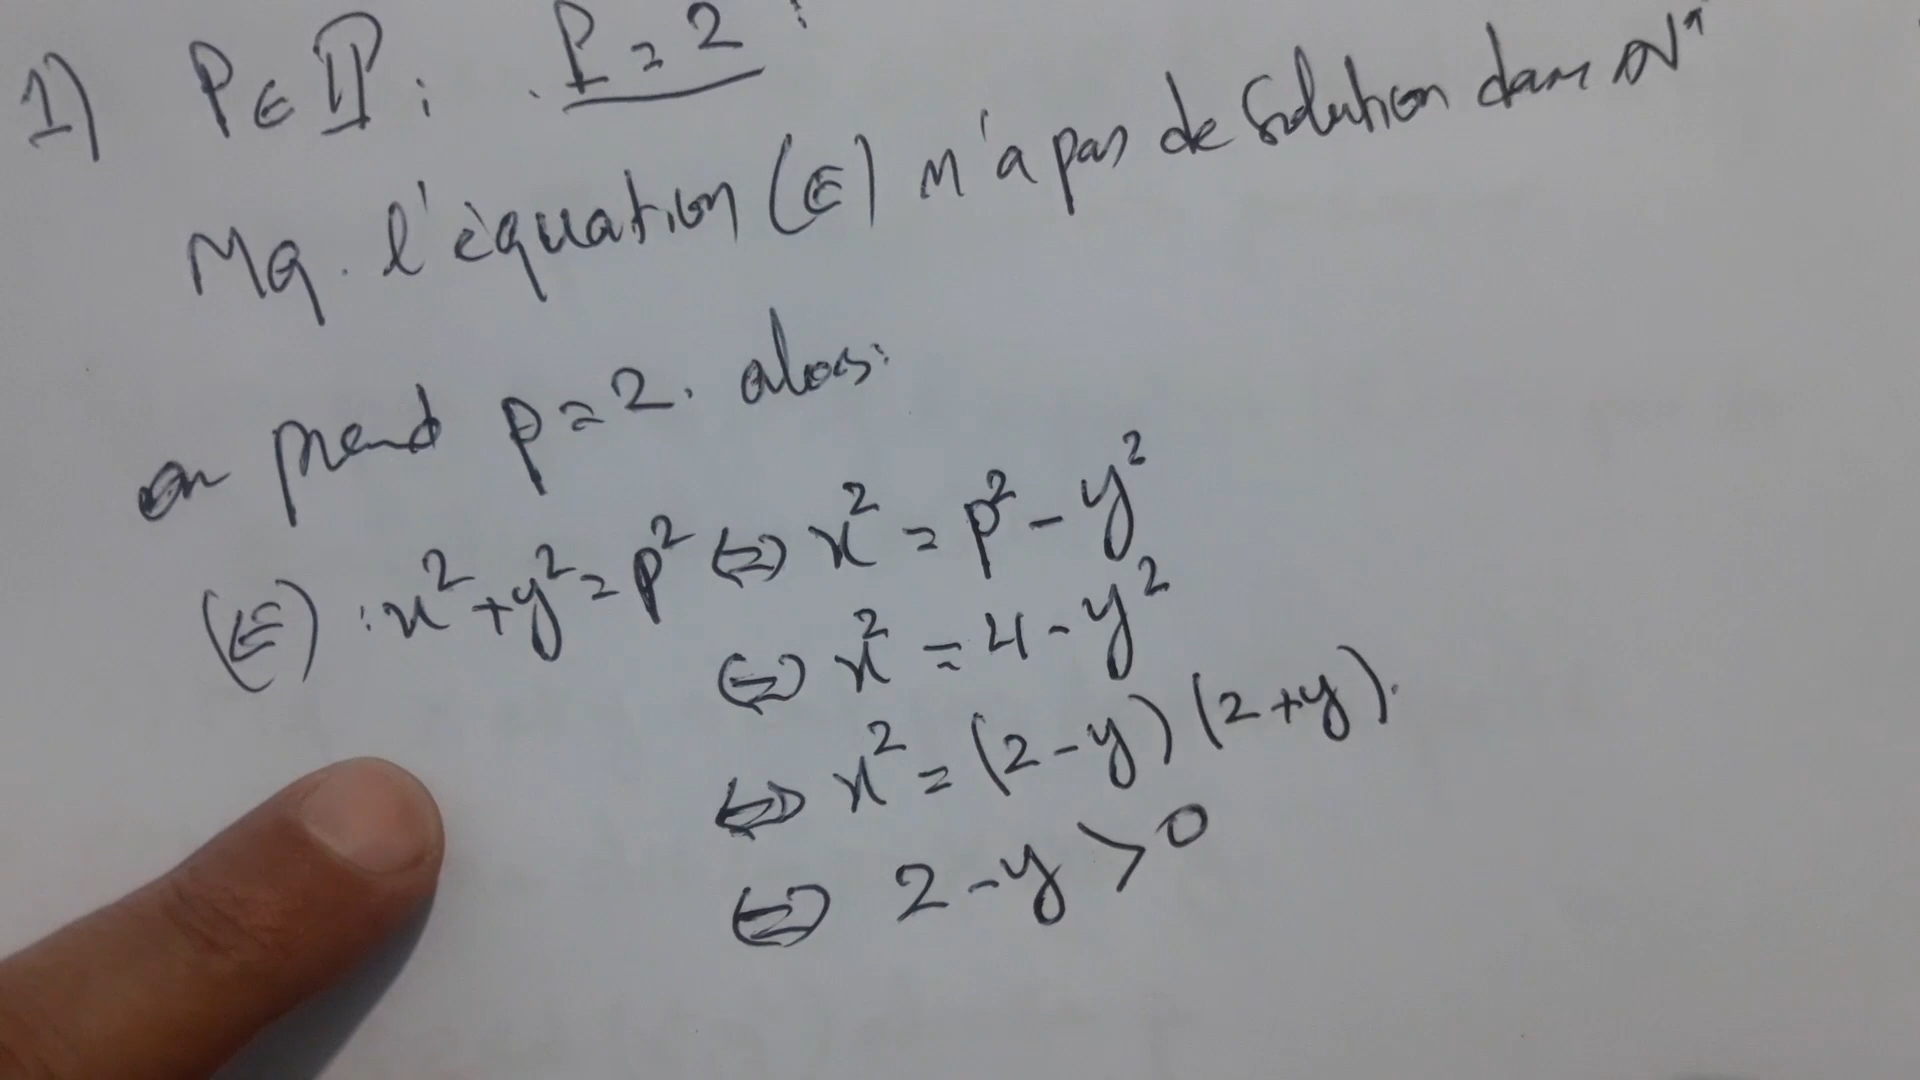 1) P ∈ ℙ : . P = 2 :
Mq. l'équation (E) n'a pas de solution dans ℕ*
on prend p = 2. alors:
(E) : x² + y² = p² ⇔ x² = p² - y²
⇔ x² = 4 - y²
⇔ x² = (2 - y)(2 + y).
⇔ 2 - y > 0